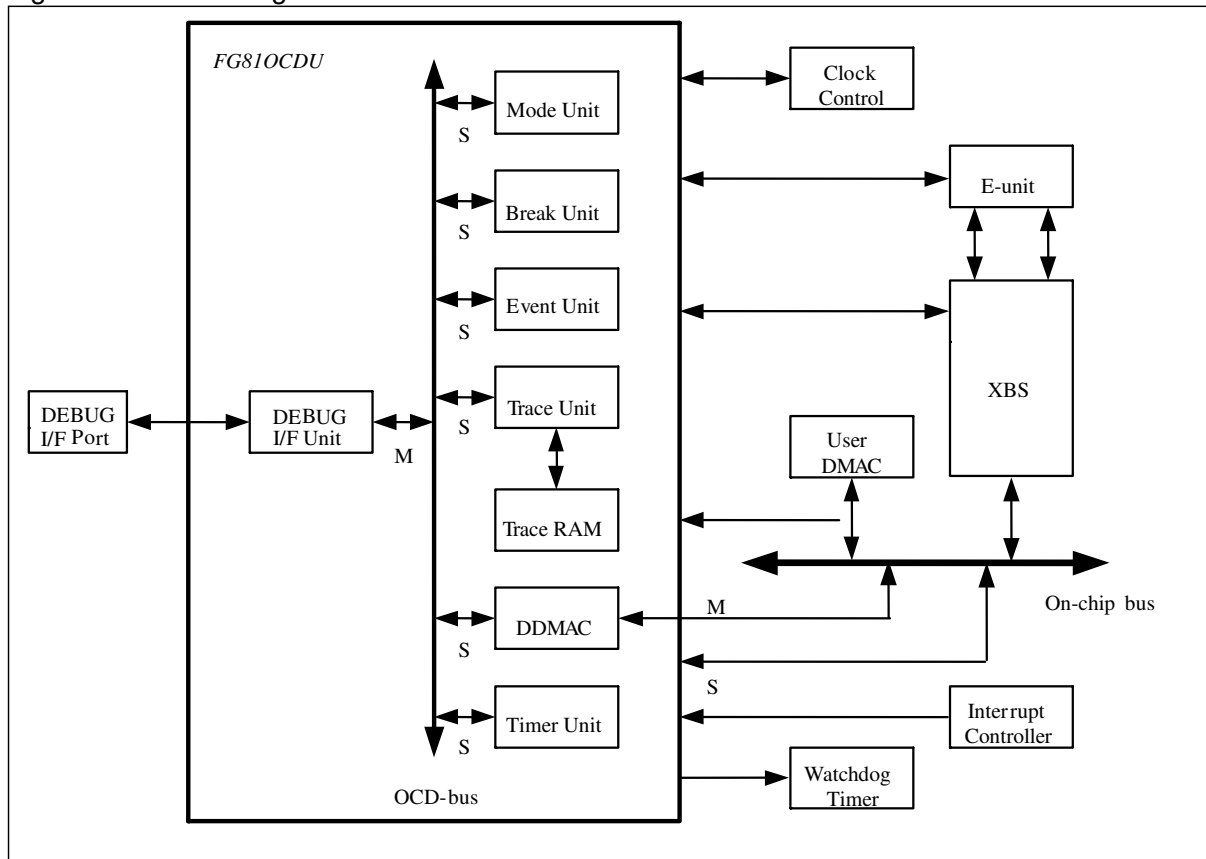 FG81OCDU
Mode Unit
S
Break Unit
S
Event Unit
S
Trace Unit
S
DEBUG
I/F Port
DEBUG
I/F Unit
M
Trace RAM
DDMAC
S
Timer Unit
S
OCD-bus
Clock
Control
E-unit
XBS
User
DMAC
On-chip bus
M
S
Interrupt
Controller
Watchdog
Timer